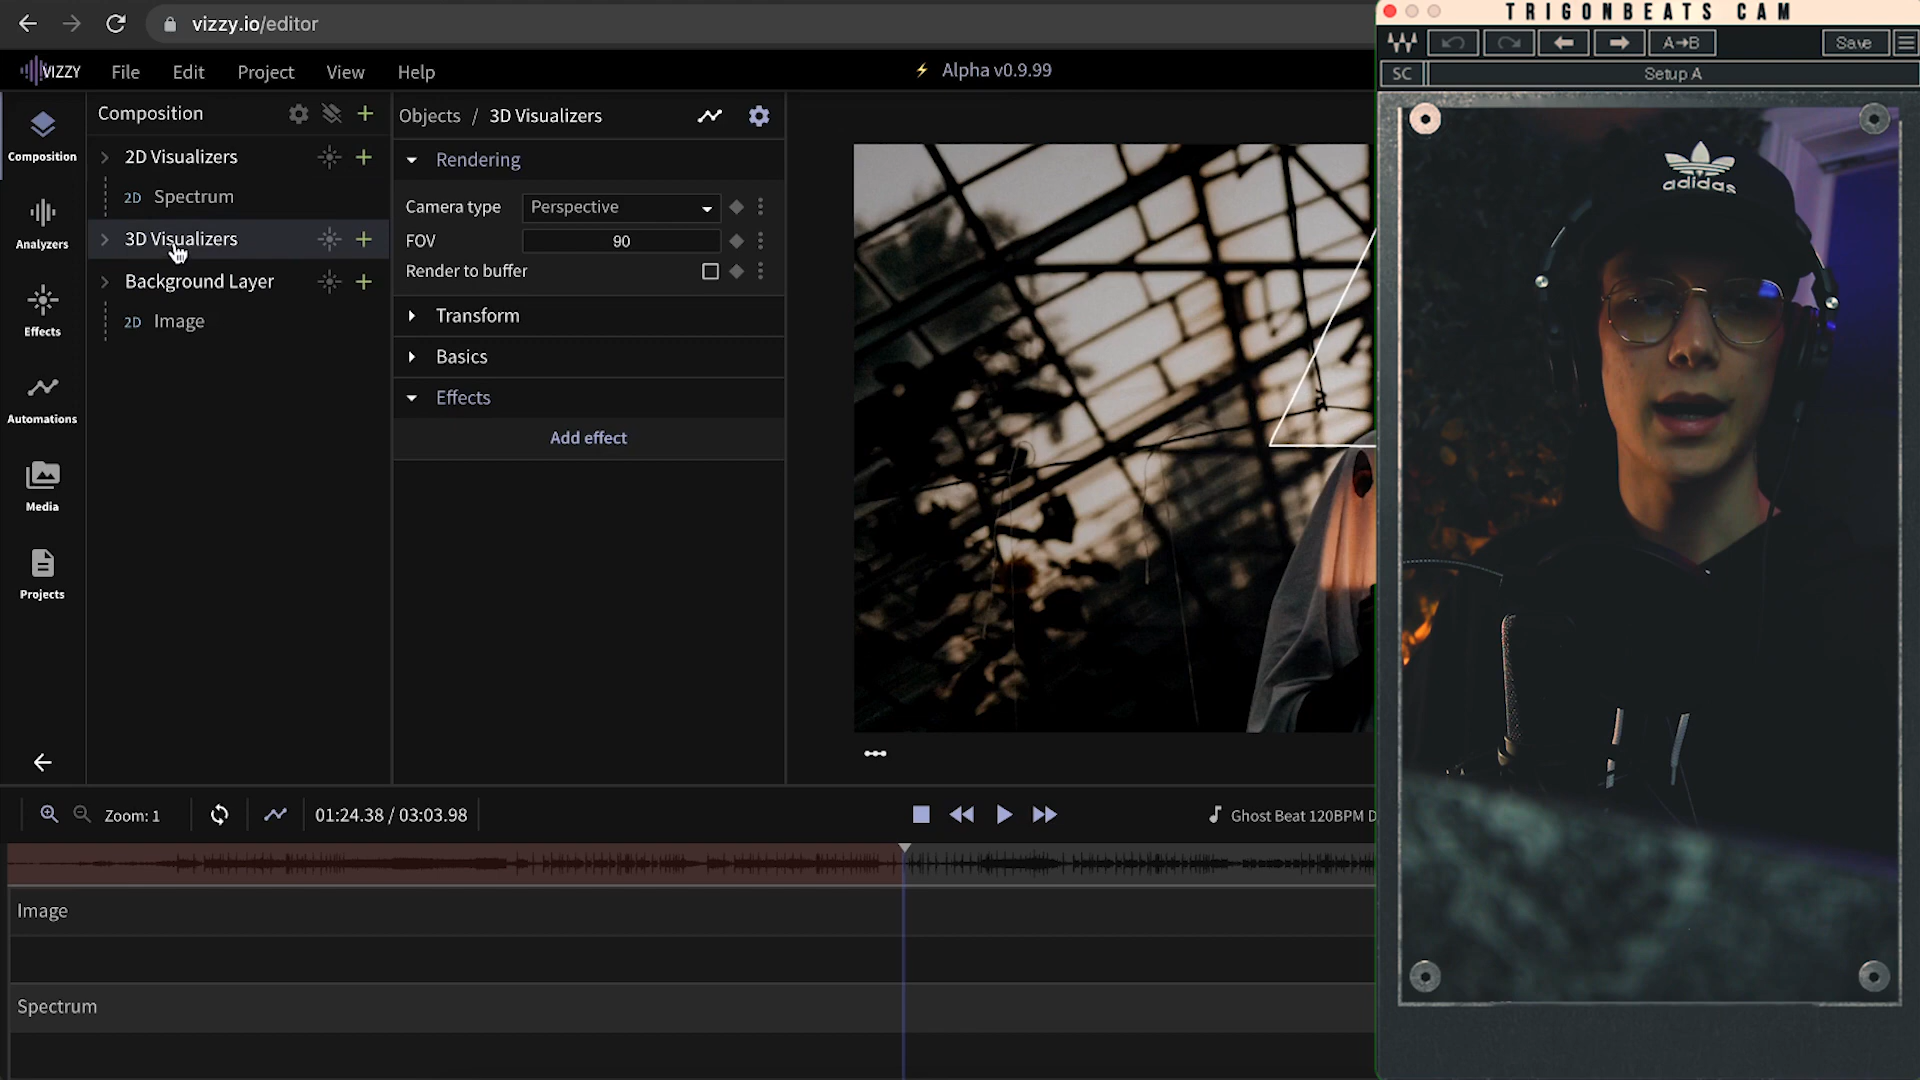 vizzy.io/editor
VIZZY
File
Edit
Project
View
Help
Alpha v0.9.99
Composition
Analyzers
Effects
Automations
Media
Projects
Composition
2D Visualizers
2D Spectrum
3D Visualizers
Background Layer
2D Image
Objects / 3D Visualizers
Rendering
Camera type Perspective
FOV 90
Render to buffer
Transform
Basics
Effects
Add effect
Zoom: 1
01:24.38 / 03:03.98
Ghost Beat 120BPM D
Image
Spectrum
TRIGONBEATS CAM
A→B
Save
SC
Setup A
adidas